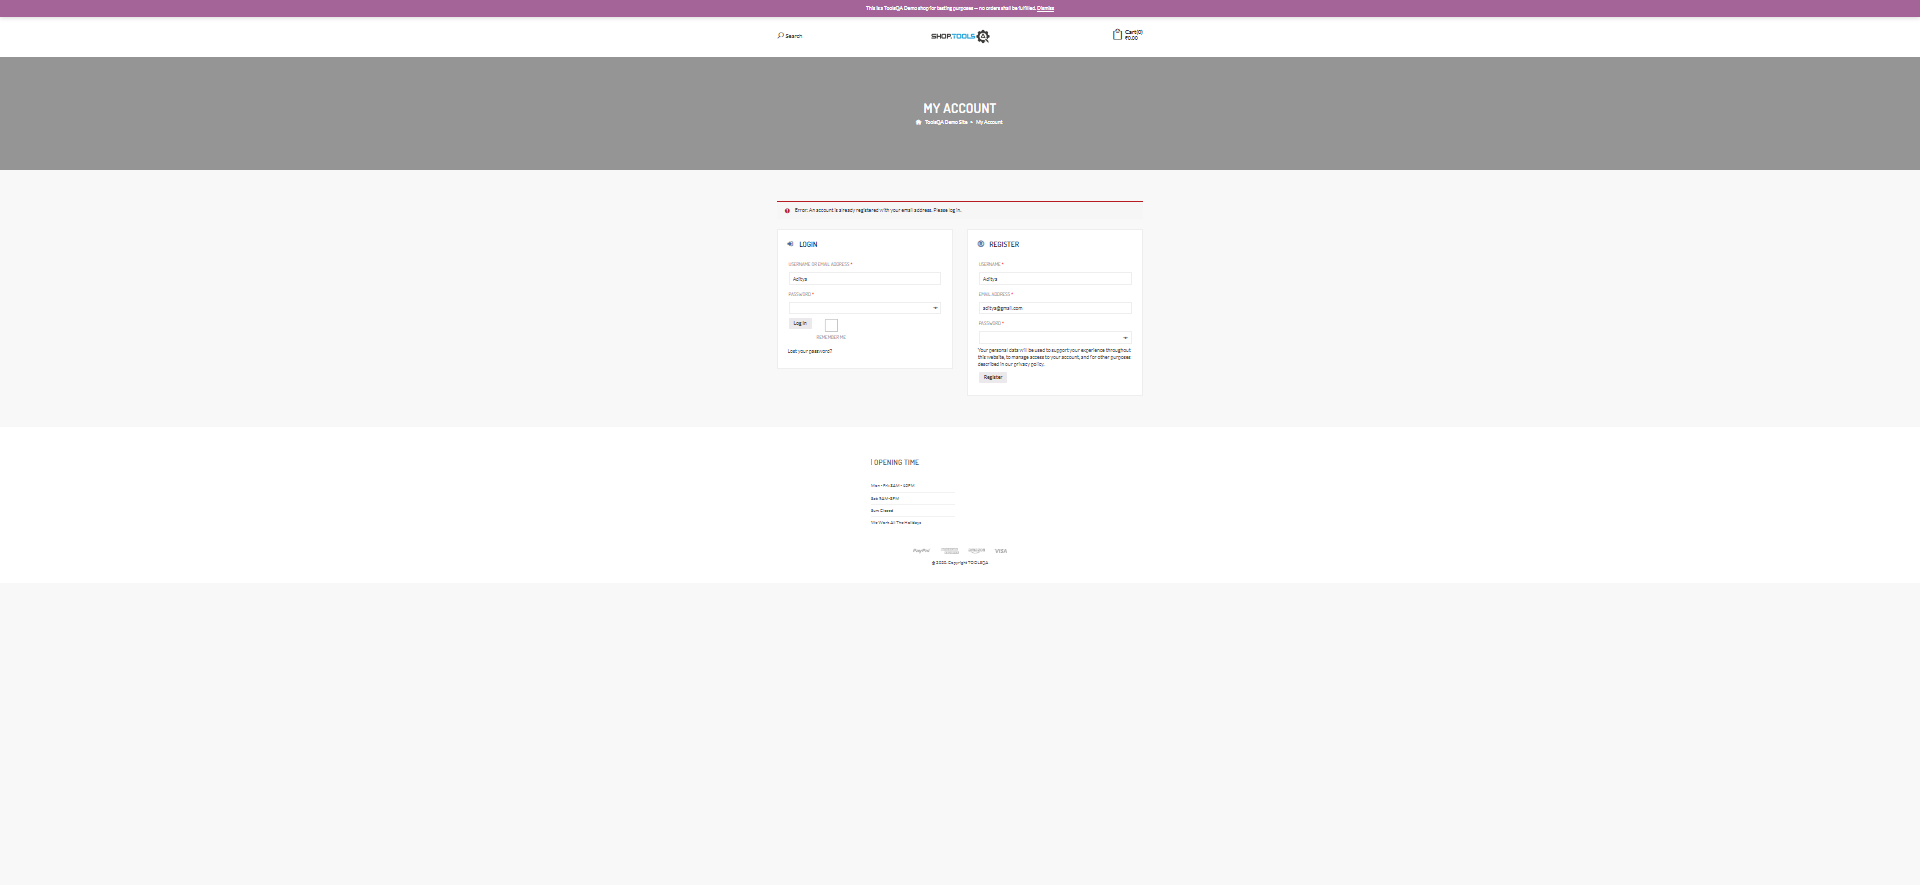 This is a ToolsQA Demo shop for testing purposes — no orders shall be fulfilled. Dismiss
Search
SHOP.TOOLS
Cart(0)
₹0.00
MY ACCOUNT
ToolsQA Demo Site
My Account
Error: An account is already registered with your email address. Please log in.
LOGIN
USERNAME OR EMAIL ADDRESS *
Aditya
PASSWORD *
Log in
REMEMBER ME
Lost your password?
REGISTER
USERNAME *
Aditya
EMAIL ADDRESS *
aditya@gmail.com
PASSWORD *
Your personal data will be used to support your experience throughout
this website, to manage access to your account, and for other purposes
described in our privacy policy.
Register
| OPENING TIME
Mon - Fri: 8AM - 10PM
Sat: 9AM-8PM
Sun: Closed
We Work All The Holidays
PayPal
VISA
© 2020. Copyright TOOLSQA